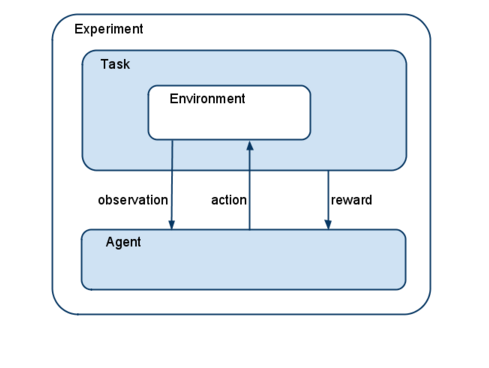 Experiment
Task
Environment
observation action reward
Agent